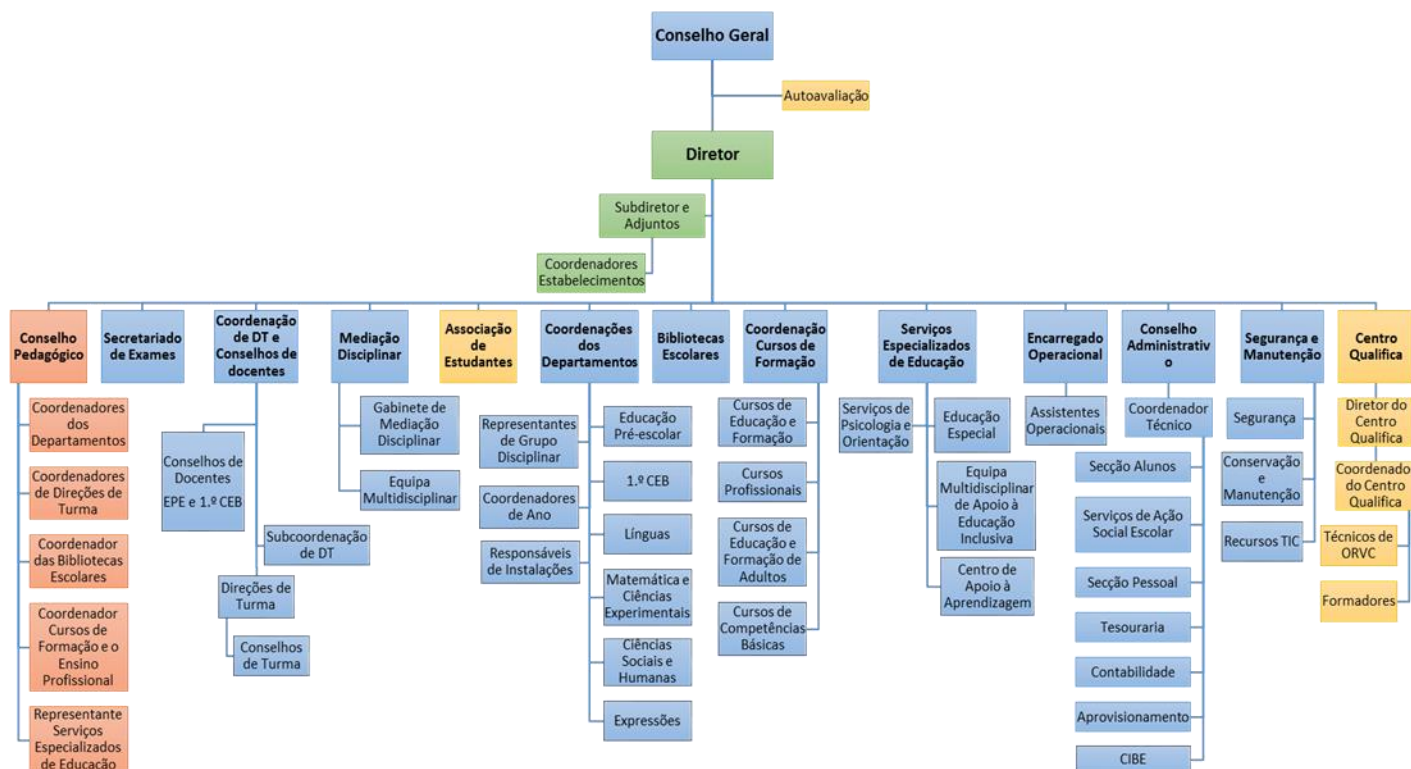 Conselho Geral
Autoavaliação
Diretor
Subdiretor e
Adjuntos
Coordenadores
Estabelecimentos
Conselho
Pedagógico
Secretariado
de Exames
Coordenação
de DT e
Conselhos de
docentes
Mediação
Disciplinar
Associação
de
Estudantes
Coordenações
dos
Departamentos
Bibliotecas
Escolares
Coordenação
Cursos de
Formação
Serviços
Especializados
de Educação
Encarregado
Operacional
Conselho
Administrativ
o
Segurança e
Manutenção
Centro
Qualifica
Coordenadores
dos
Departamentos
Coordenadores
de Direções de
Turma
Coordenador
das Bibliotecas
Escolares
Coordenador
Cursos de
Formação e o
Ensino
Profissional
Representante
Serviços
Especializados
de Educação
Conselhos de
Docentes
EPE e 1.º CEB
Subcoordenação
de DT
Direções de
Turma
Conselhos
de Turma
Gabinete de
Mediação
Disciplinar
Equipa
Multidisciplinar
Representantes
de Grupo
Disciplinar
Coordenadores
de Ano
Responsáveis
de Instalações
Educação
Pré-escolar
1.º CEB
Línguas
Matemática e
Ciências
Experimentais
Ciências
Sociais e
Humanas
Expressões
Cursos de
Educação e
Formação
Cursos
Profissionais
Cursos de
Educação e
Formação de
Adultos
Cursos de
Competências
Básicas
Serviços de
Psicologia e
Orientação
Educação
Especial
Equipa
Multidisciplinar
de Apoio à
Educação
Inclusiva
Centro de
Apoio à
Aprendizagem
Assistentes
Operacionais
Coordenador
Técnico
Secção Alunos
Serviços de Ação
Social Escolar
Secção Pessoal
Tesouraria
Contabilidade
Aprovisionamento
CIBE
Segurança
Conservação
e
Manutenção
Recursos TIC
Diretor do
Centro
Qualifica
Coordenado
do Centro
Qualifica
Técnicos de
ORVC
Formadores